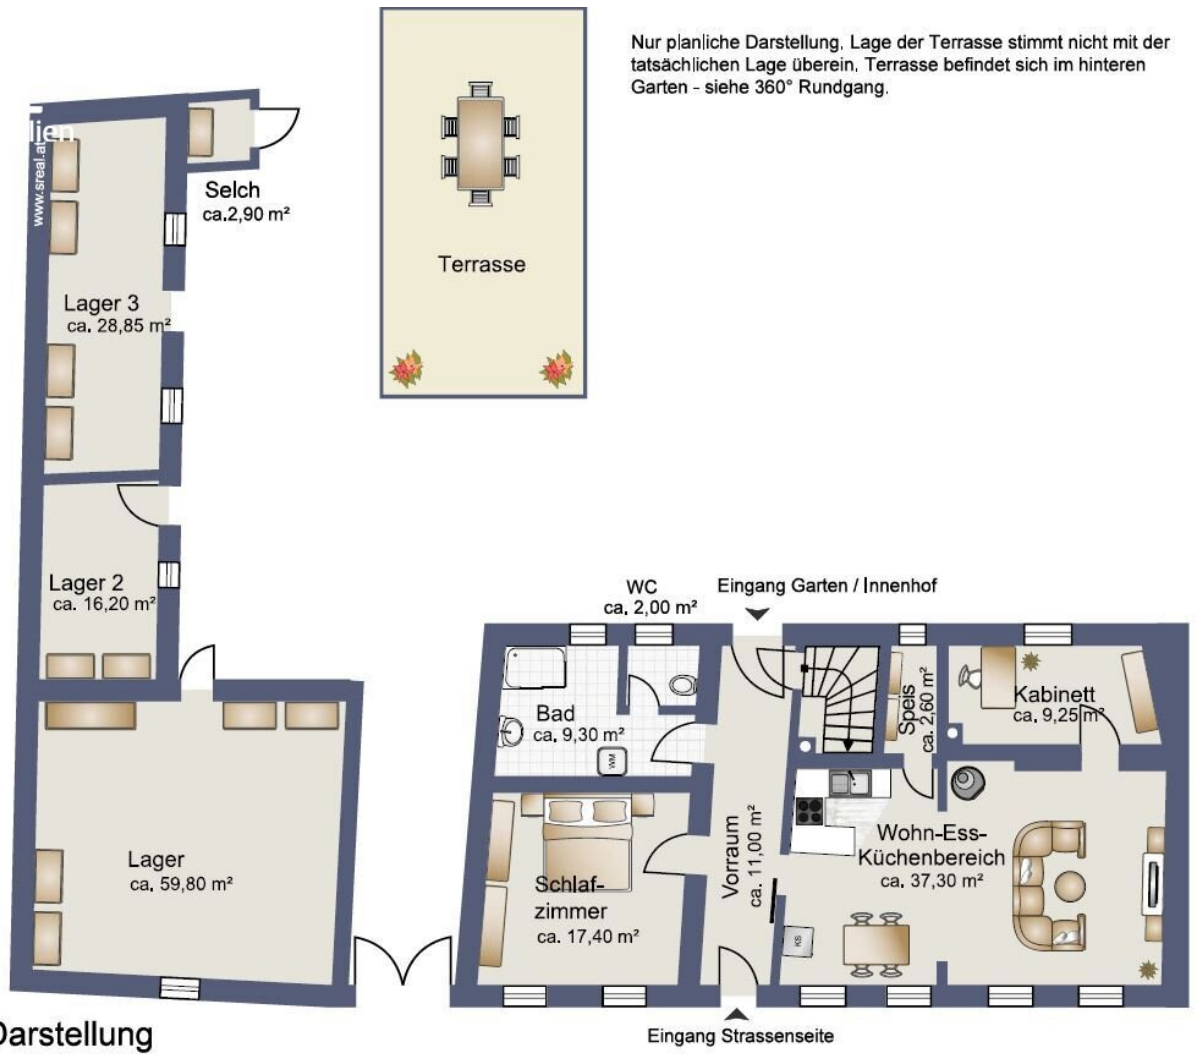 Nur planliche Darstellung, Lage der Terrasse stimmt nicht mit der
tatsächlichen Lage überein, Terrasse befindet sich im hinteren
Garten - siehe 360° Rundgang.
lien
www.sreal.at
Selch
ca.2,90 m²
Terrasse
Lager 3
ca. 28,85 m²
Lager 2
ca. 16,20 m²
WC
ca. 2,00 m²
Eingang Garten / Innenhof
Bad
ca. 9,30 m²
WM
Speis
ca. 2,60 m²
Kabinett
ca. 9,25 m²
Lager
ca. 59,80 m²
Schlaf-
zimmer
ca. 17,40 m²
Vorraum
ca. 11,00 m²
Wohn-Ess-
Küchenbereich
ca. 37,30 m²
KS
Eingang Strassenseite
Darstellung